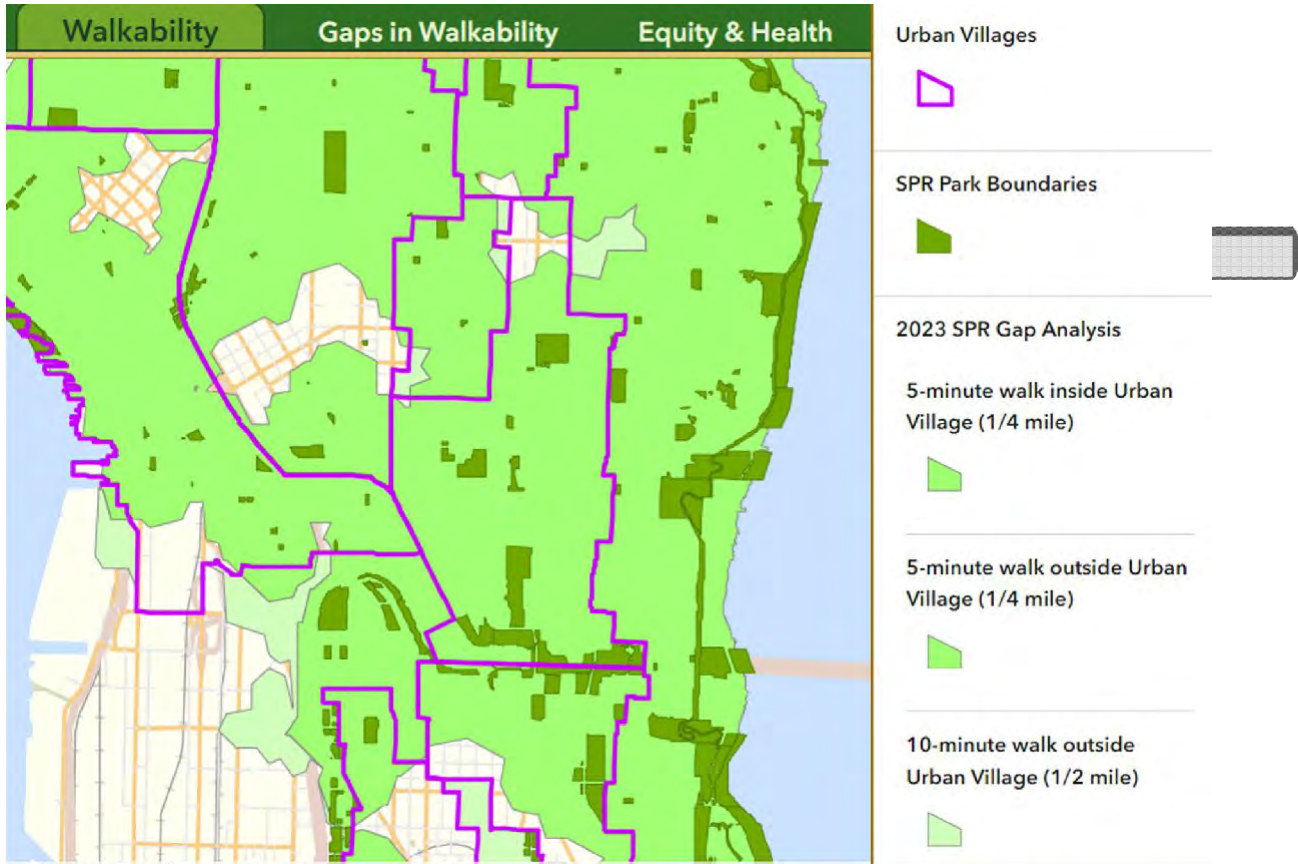 Walkability
Gaps in Walkability
Equity & Health
Urban Villages
SPR Park Boundaries
2023 SPR Gap Analysis
5-minute walk inside Urban
Village (1/4 mile)
5-minute walk outside Urban
Village (1/4 mile)
10-minute walk outside
Urban Village (1/2 mile)